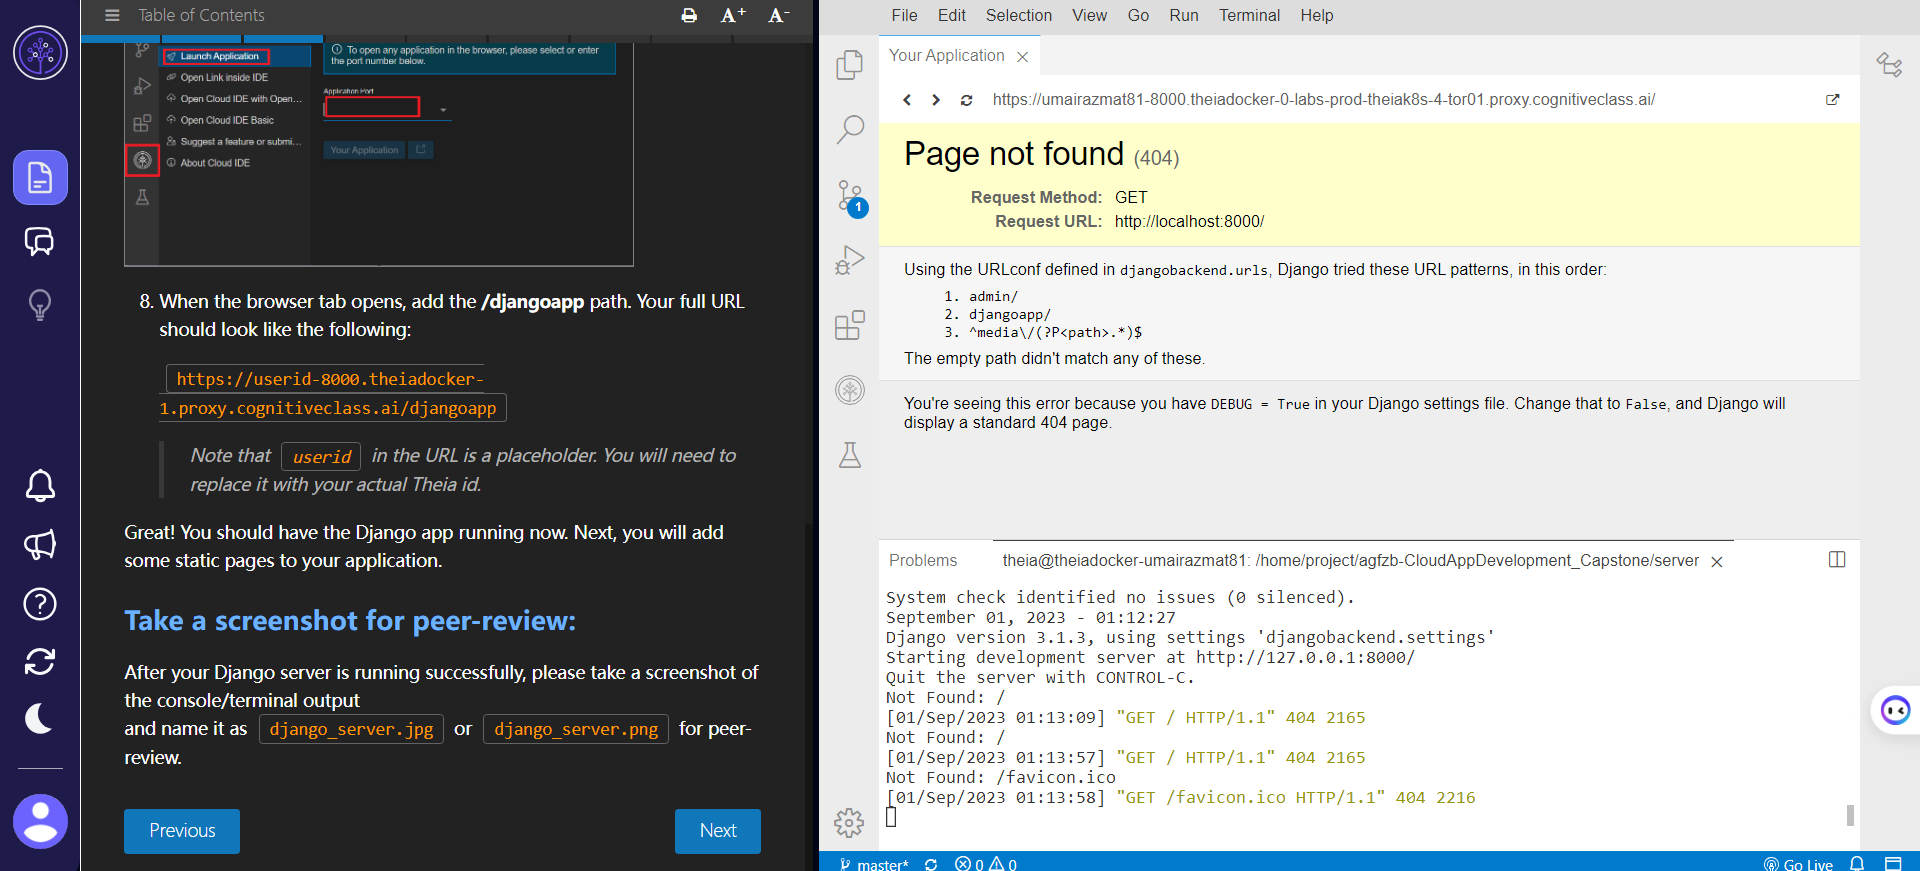 Table of Contents
A+ A-
Launch Application
Open Link inside IDE
Open Cloud IDE with Open...
Open Cloud IDE Basic
Suggest a feature or submi...
About Cloud IDE
To open any application in the browser, please select or enter
the port number below.
Application Port
Your Application
8. When the browser tab opens, add the /djangoapp path. Your full URL
should look like the following:
https://userid-8000.theiadocker-
1.proxy.cognitiveclass.ai/djangoapp
Note that userid in the URL is a placeholder. You will need to
replace it with your actual Theia id.
Great! You should have the Django app running now. Next, you will add
some static pages to your application.
Take a screenshot for peer-review:
After your Django server is running successfully, please take a screenshot of
the console/terminal output
and name it as django_server.jpg or django_server.png for peer-
review.
Previous
Next
File Edit Selection View Go Run Terminal Help
Your Application
https://umairazmat81-8000.theiadocker-0-labs-prod-theiak8s-4-tor01.proxy.cognitiveclass.ai/
1
Page not found (404)
Request Method: GET
Request URL: http://localhost:8000/
Using the URLconf defined in djangobackend.urls, Django tried these URL patterns, in this order:
1. admin/
2. djangoapp/
3. ^media\/(?P<path>.*)$
The empty path didn't match any of these.
You're seeing this error because you have DEBUG = True in your Django settings file. Change that to False, and Django will
display a standard 404 page.
Problems
theia@theiadocker-umairazmat81: /home/project/agfzb-CloudAppDevelopment_Capstone/server
System check identified no issues (0 silenced).
September 01, 2023 - 01:12:27
Django version 3.1.3, using settings 'djangobackend.settings'
Starting development server at http://127.0.0.1:8000/
Quit the server with CONTROL-C.
Not Found: /
[01/Sep/2023 01:13:09] "GET / HTTP/1.1" 404 2165
Not Found: /
[01/Sep/2023 01:13:57] "GET / HTTP/1.1" 404 2165
Not Found: /favicon.ico
[01/Sep/2023 01:13:58] "GET /favicon.ico HTTP/1.1" 404 2216
master* 0 0
Go Live